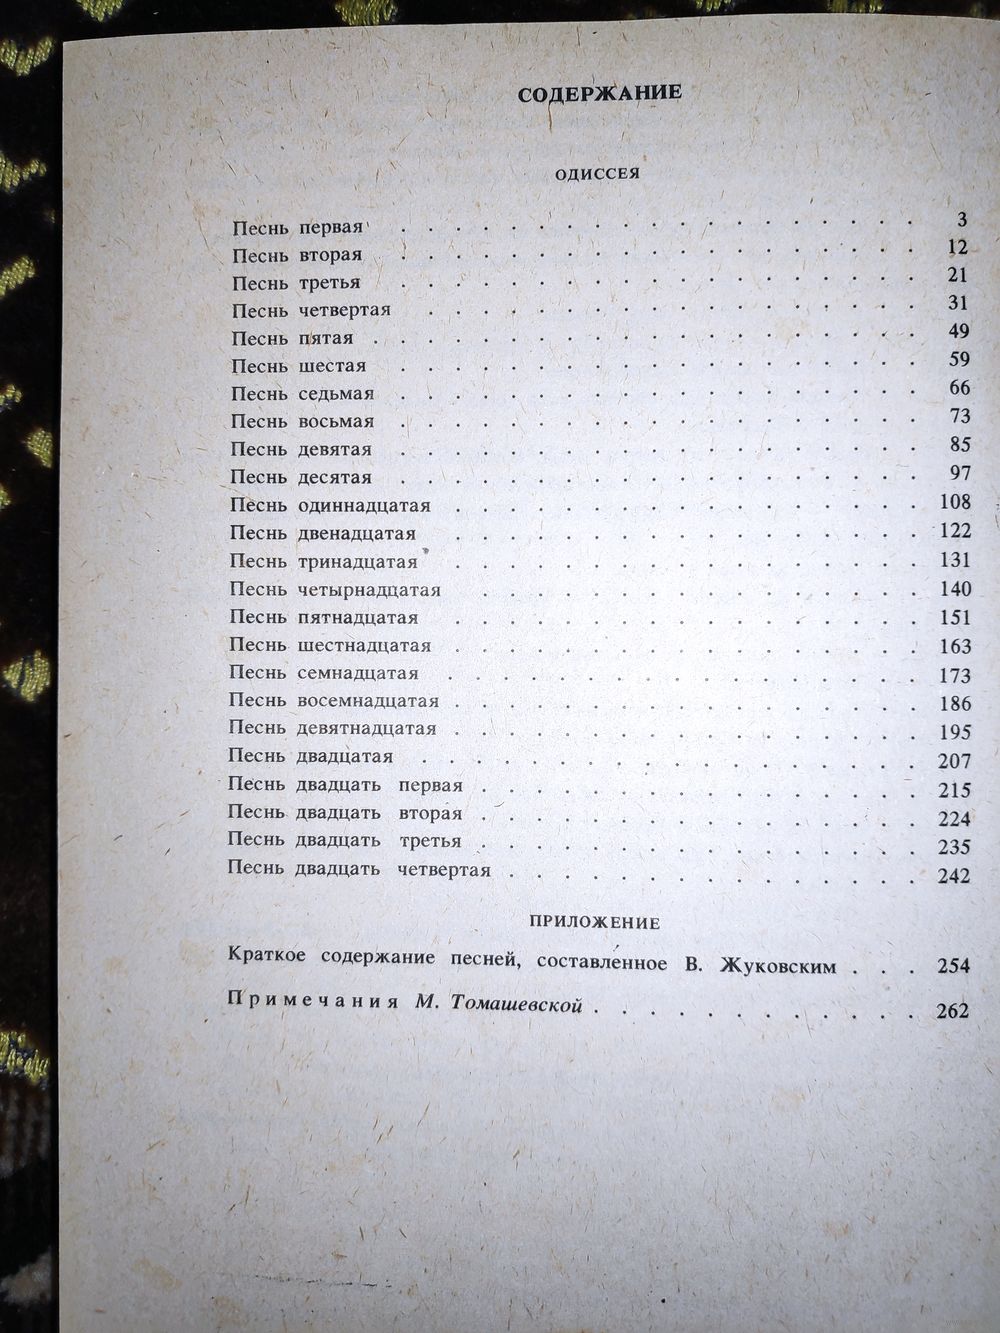 СОДЕРЖАНИЕ
ОДИССЕЯ
Песнь первая . . . . . . . . . . . . . . . . . . . 3
Песнь вторая . . . . . . . . . . . . . . . . . . . 12
Песнь третья . . . . . . . . . . . . . . . . . . . 21
Песнь четвертая . . . . . . . . . . . . . . . . . . 31
Песнь пятая . . . . . . . . . . . . . . . . . . . . 49
Песнь шестая . . . . . . . . . . . . . . . . . . . 59
Песнь седьмая . . . . . . . . . . . . . . . . . . . 66
Песнь восьмая . . . . . . . . . . . . . . . . . . . 73
Песнь девятая . . . . . . . . . . . . . . . . . . . 85
Песнь десятая . . . . . . . . . . . . . . . . . . . 97
Песнь одиннадцатая . . . . . . . . . . . . . . . . . 108
Песнь двенадцатая . . . . . . . . . . . . . . . . . 122
Песнь тринадцатая . . . . . . . . . . . . . . . . . 131
Песнь четырнадцатая . . . . . . . . . . . . . . . . 140
Песнь пятнадцатая . . . . . . . . . . . . . . . . . 151
Песнь шестнадцатая . . . . . . . . . . . . . . . . . 163
Песнь семнадцатая . . . . . . . . . . . . . . . . . 173
Песнь восемнадцатая . . . . . . . . . . . . . . . . . 186
Песнь девятнадцатая . . . . . . . . . . . . . . . . . 195
Песнь двадцатая . . . . . . . . . . . . . . . . . . 207
Песнь двадцать первая . . . . . . . . . . . . . . . . 215
Песнь двадцать вторая . . . . . . . . . . . . . . . . 224
Песнь двадцать третья . . . . . . . . . . . . . . . . 235
Песнь двадцать четвертая . . . . . . . . . . . . . . . 242
ПРИЛОЖЕНИЕ
Краткое содержание песней, составленное В. Жуковским . . . 254
Примечания М. Томашевской . . . . . . . . . . . . 262